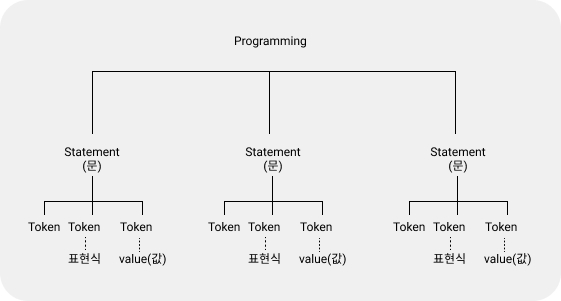 Programming
Statement Statement Statement
(문) (문) (문)
Token Token Token Token Token Token Token Token Token
표현식 value(값) 표현식 value(값) 표현식 value(값)